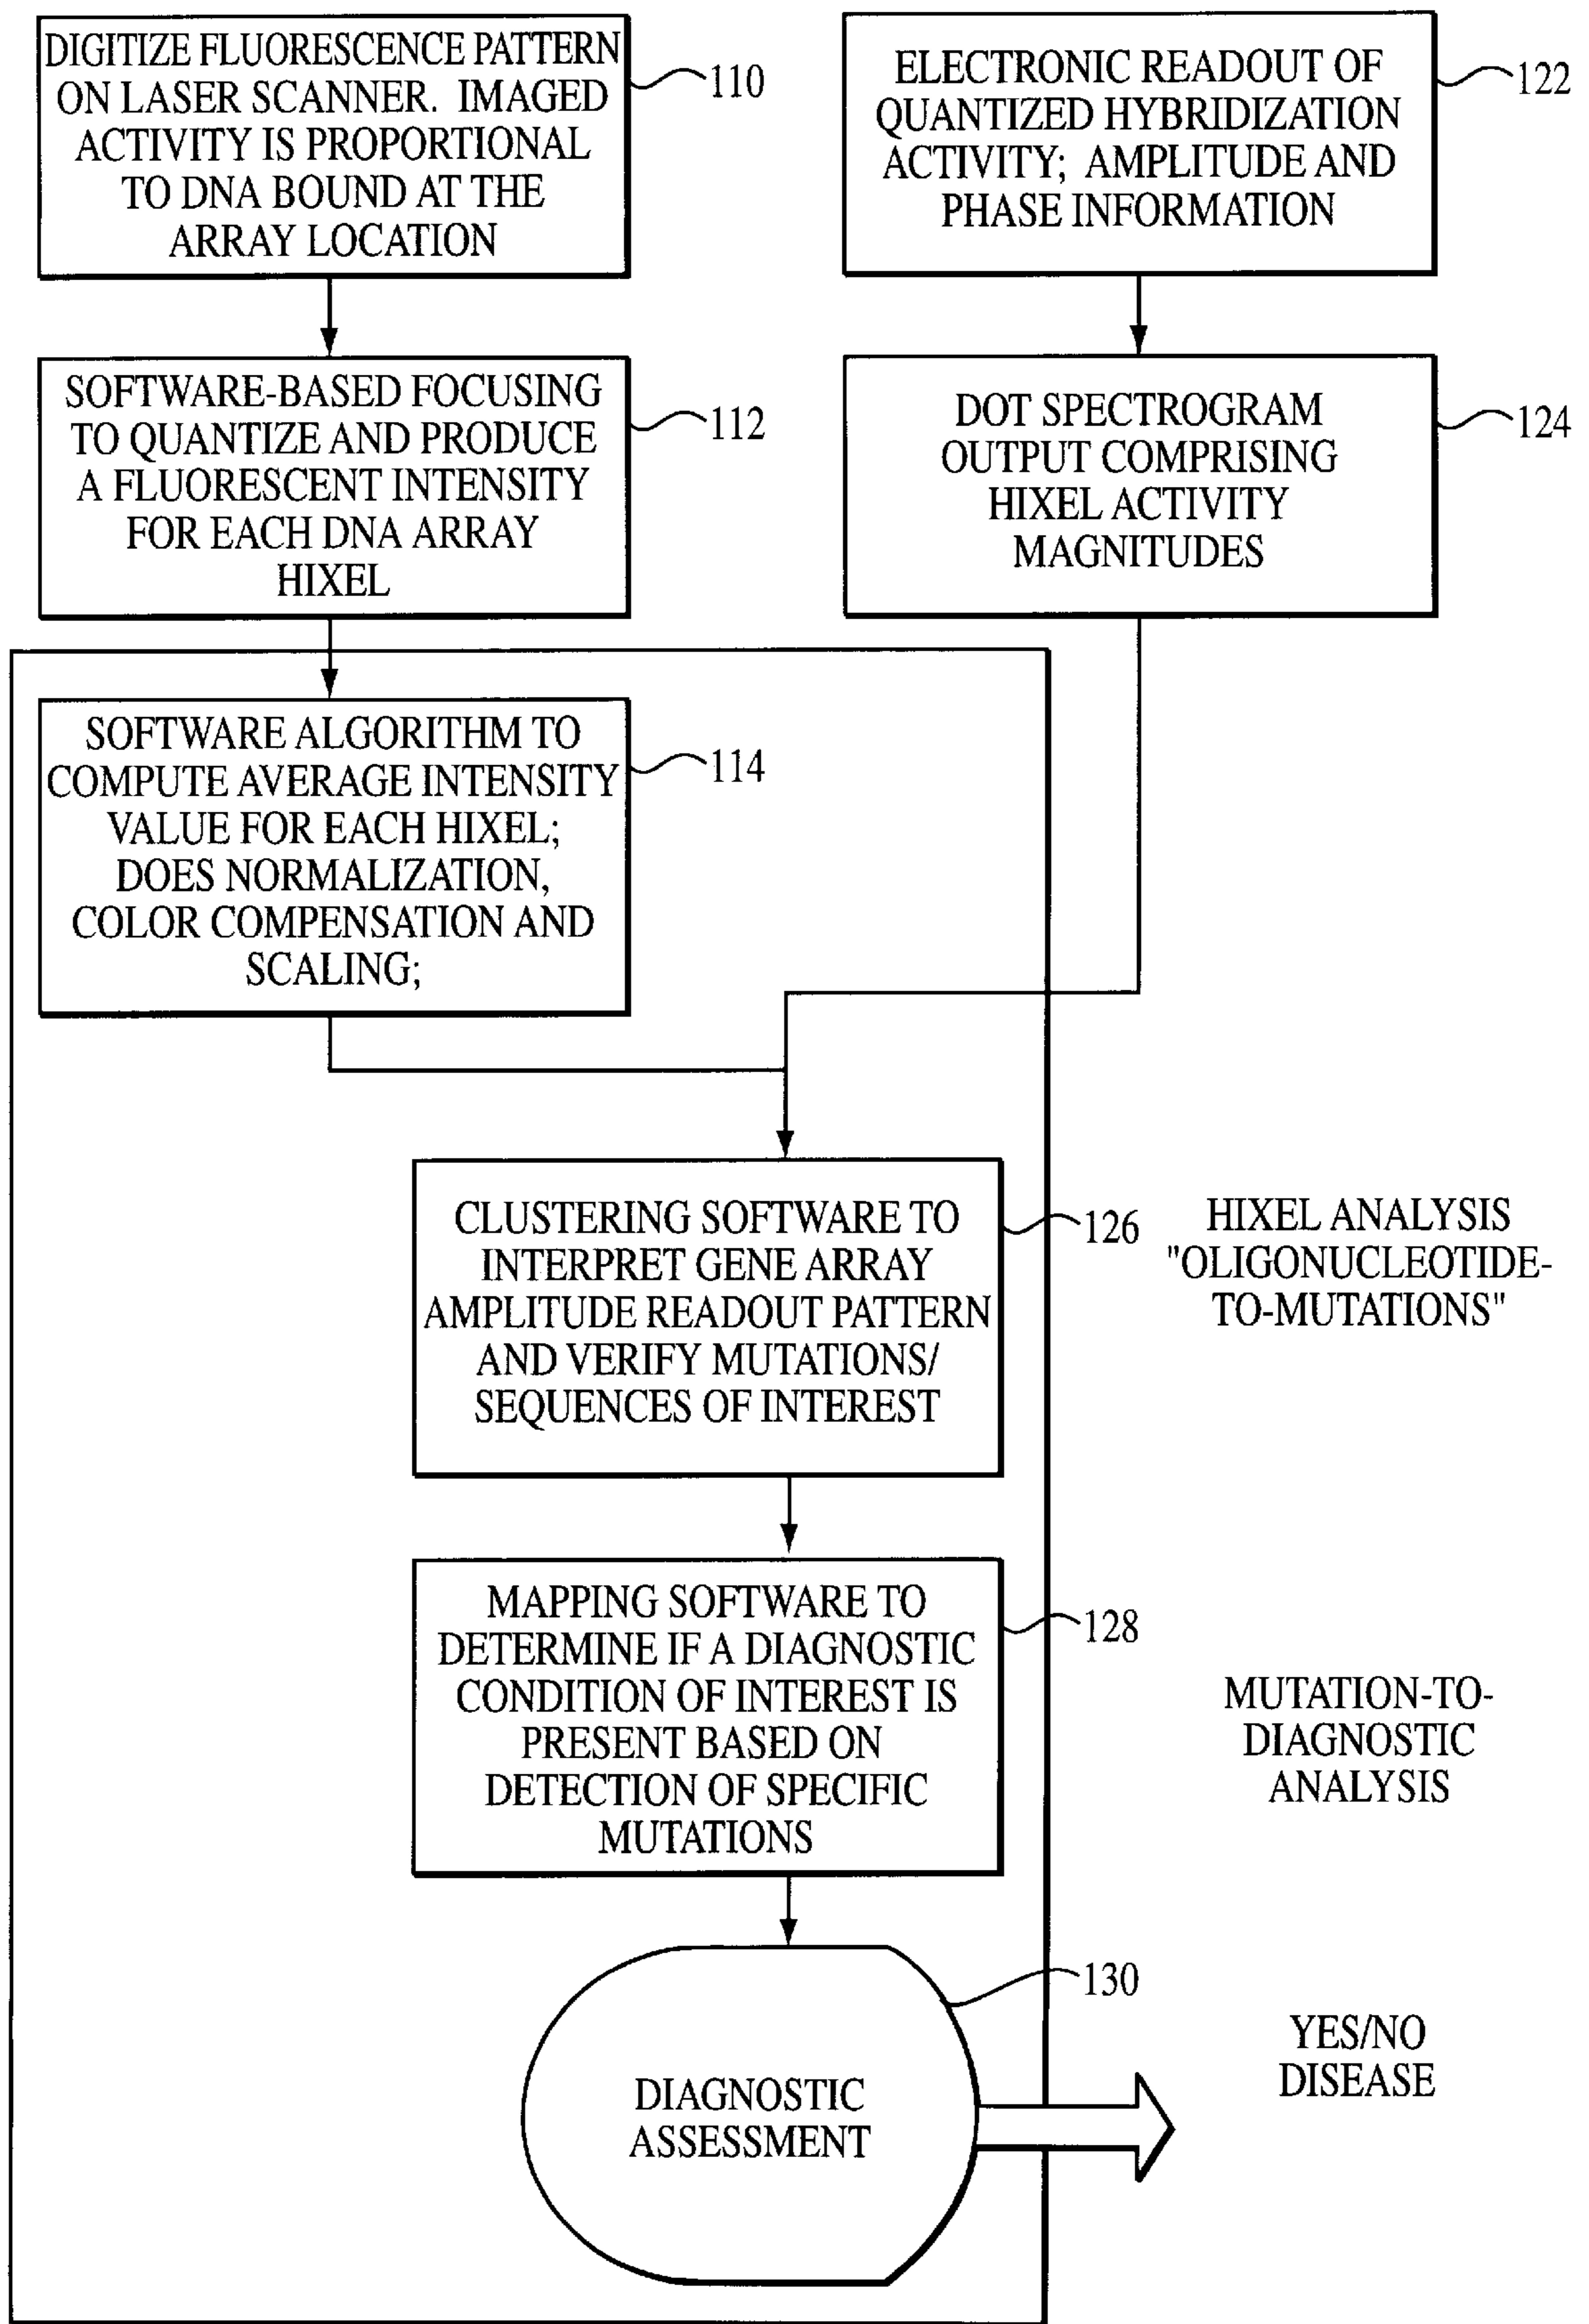 DIGITIZE FLUORESCENCE PATTERN
ON LASER SCANNER. IMAGED
ACTIVITY IS PROPORTIONAL
TO DNA BOUND AT THE
ARRAY LOCATION
110
ELECTRONIC READOUT OF
QUANTIZED HYBRIDIZATION
ACTIVITY; AMPLITUDE AND
PHASE INFORMATION
122
SOFTWARE-BASED FOCUSING
TO QUANTIZE AND PRODUCE
A FLUORESCENT INTENSITY
FOR EACH DNA ARRAY
HIXEL
112
DOT SPECTROGRAM
OUTPUT COMPRISING
HIXEL ACTIVITY
MAGNITUDES
124
SOFTWARE ALGORITHM TO
COMPUTE AVERAGE INTENSITY
VALUE FOR EACH HIXEL;
DOES NORMALIZATION,
COLOR COMPENSATION AND
SCALING;
114
CLUSTERING SOFTWARE TO
INTERPRET GENE ARRAY
AMPLITUDE READOUT PATTERN
AND VERIFY MUTATIONS/
SEQUENCES OF INTEREST
126
HIXEL ANALYSIS
"OLIGONUCLEOTIDE-
TO-MUTATIONS"
MAPPING SOFTWARE TO
DETERMINE IF A DIAGNOSTIC
CONDITION OF INTEREST IS
PRESENT BASED ON
DETECTION OF SPECIFIC
MUTATIONS
128
MUTATION-TO-
DIAGNOSTIC
ANALYSIS
DIAGNOSTIC
ASSESSMENT
130
YES/NO
DISEASE